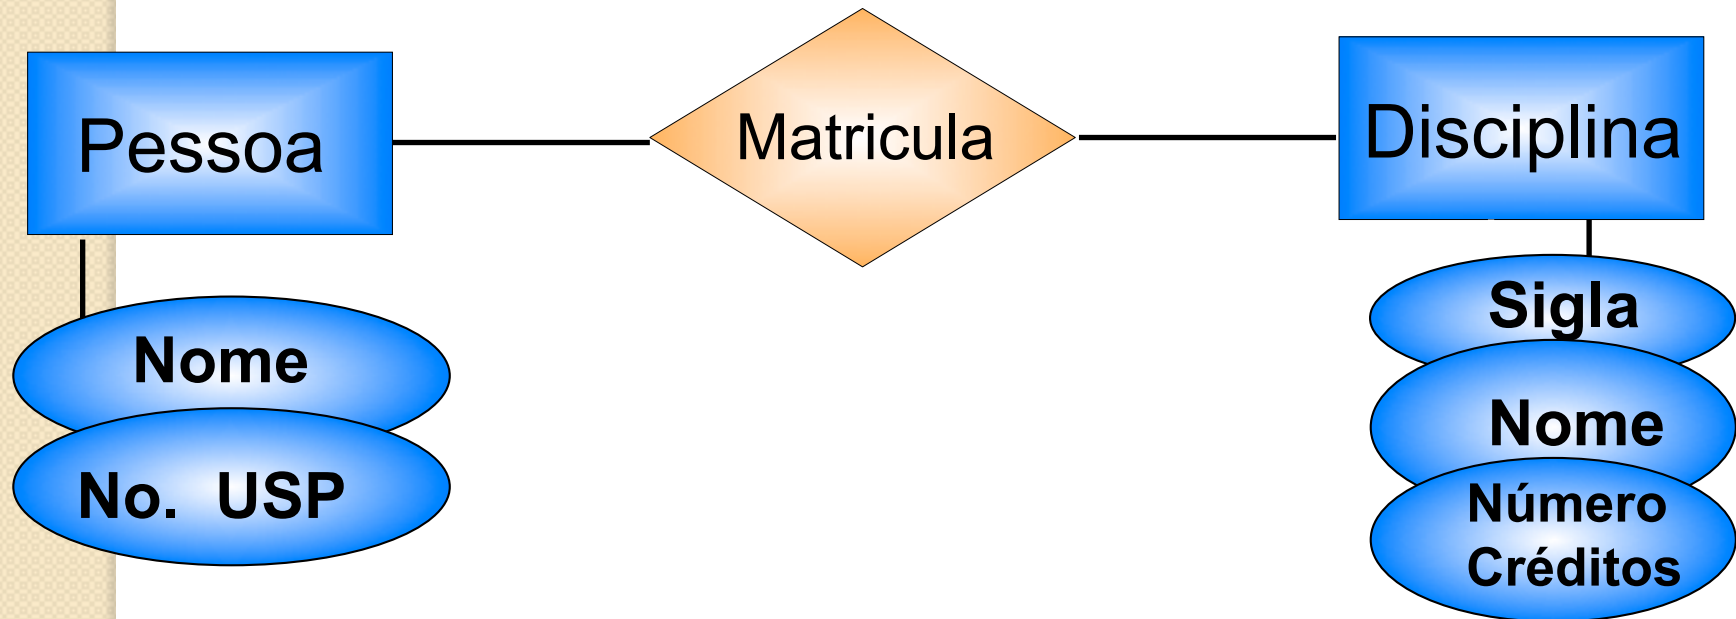 Pessoa
Matricula
Disciplina
Nome
No. USP
Sigla
Nome
Número
Créditos